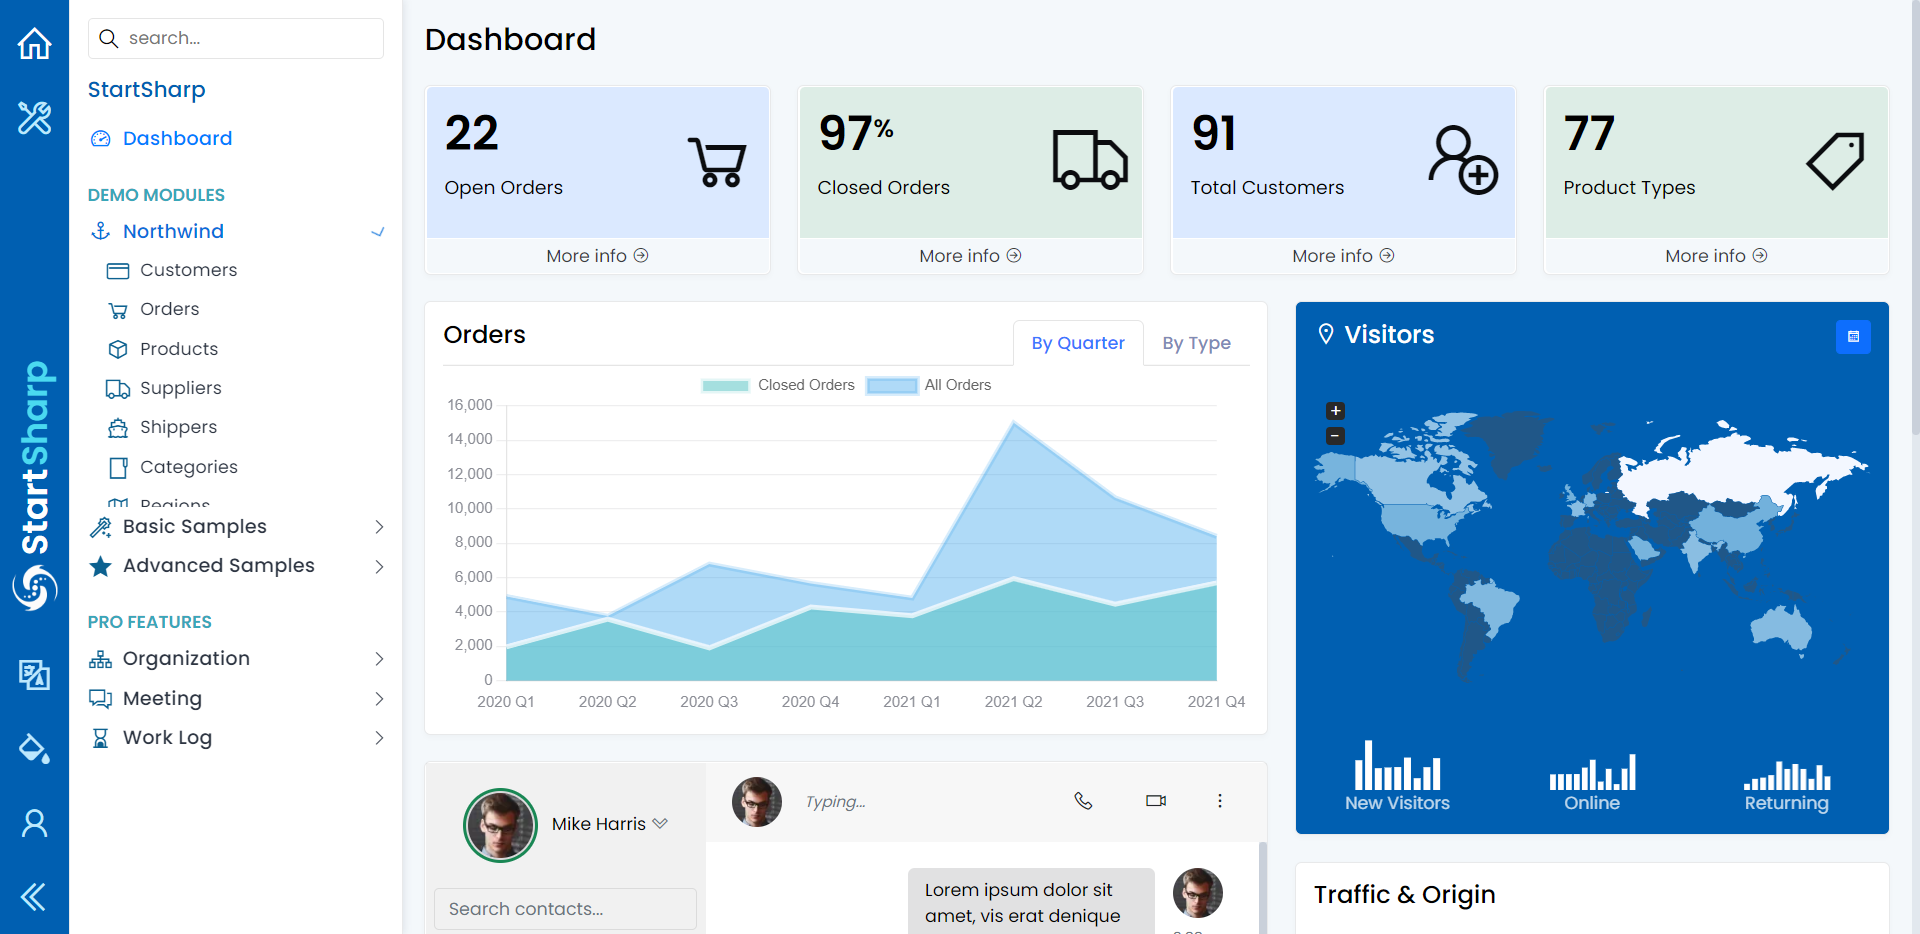 search...
StartSharp
Dashboard
DEMO MODULES
Northwind
Customers
Orders
Products
Suppliers
Shippers
Categories
Regions
Basic Samples
Advanced Samples
PRO FEATURES
Organization
Meeting
Work Log
StartSharp
Dashboard
22
Open Orders
More info
97%
Closed Orders
More info
91
Total Customers
More info
77
Product Types
More info
Orders
By Quarter
By Type
Closed Orders
All Orders
16,000
14,000
12,000
10,000
8,000
6,000
4,000
2,000
0
2020 Q1
2020 Q2
2020 Q3
2020 Q4
2021 Q1
2021 Q2
2021 Q3
2021 Q4
Visitors
+
−
New Visitors
Online
Returning
Mike Harris
Search contacts...
Typing...
Lorem ipsum dolor sit
amet, vis erat denique
Traffic & Origin